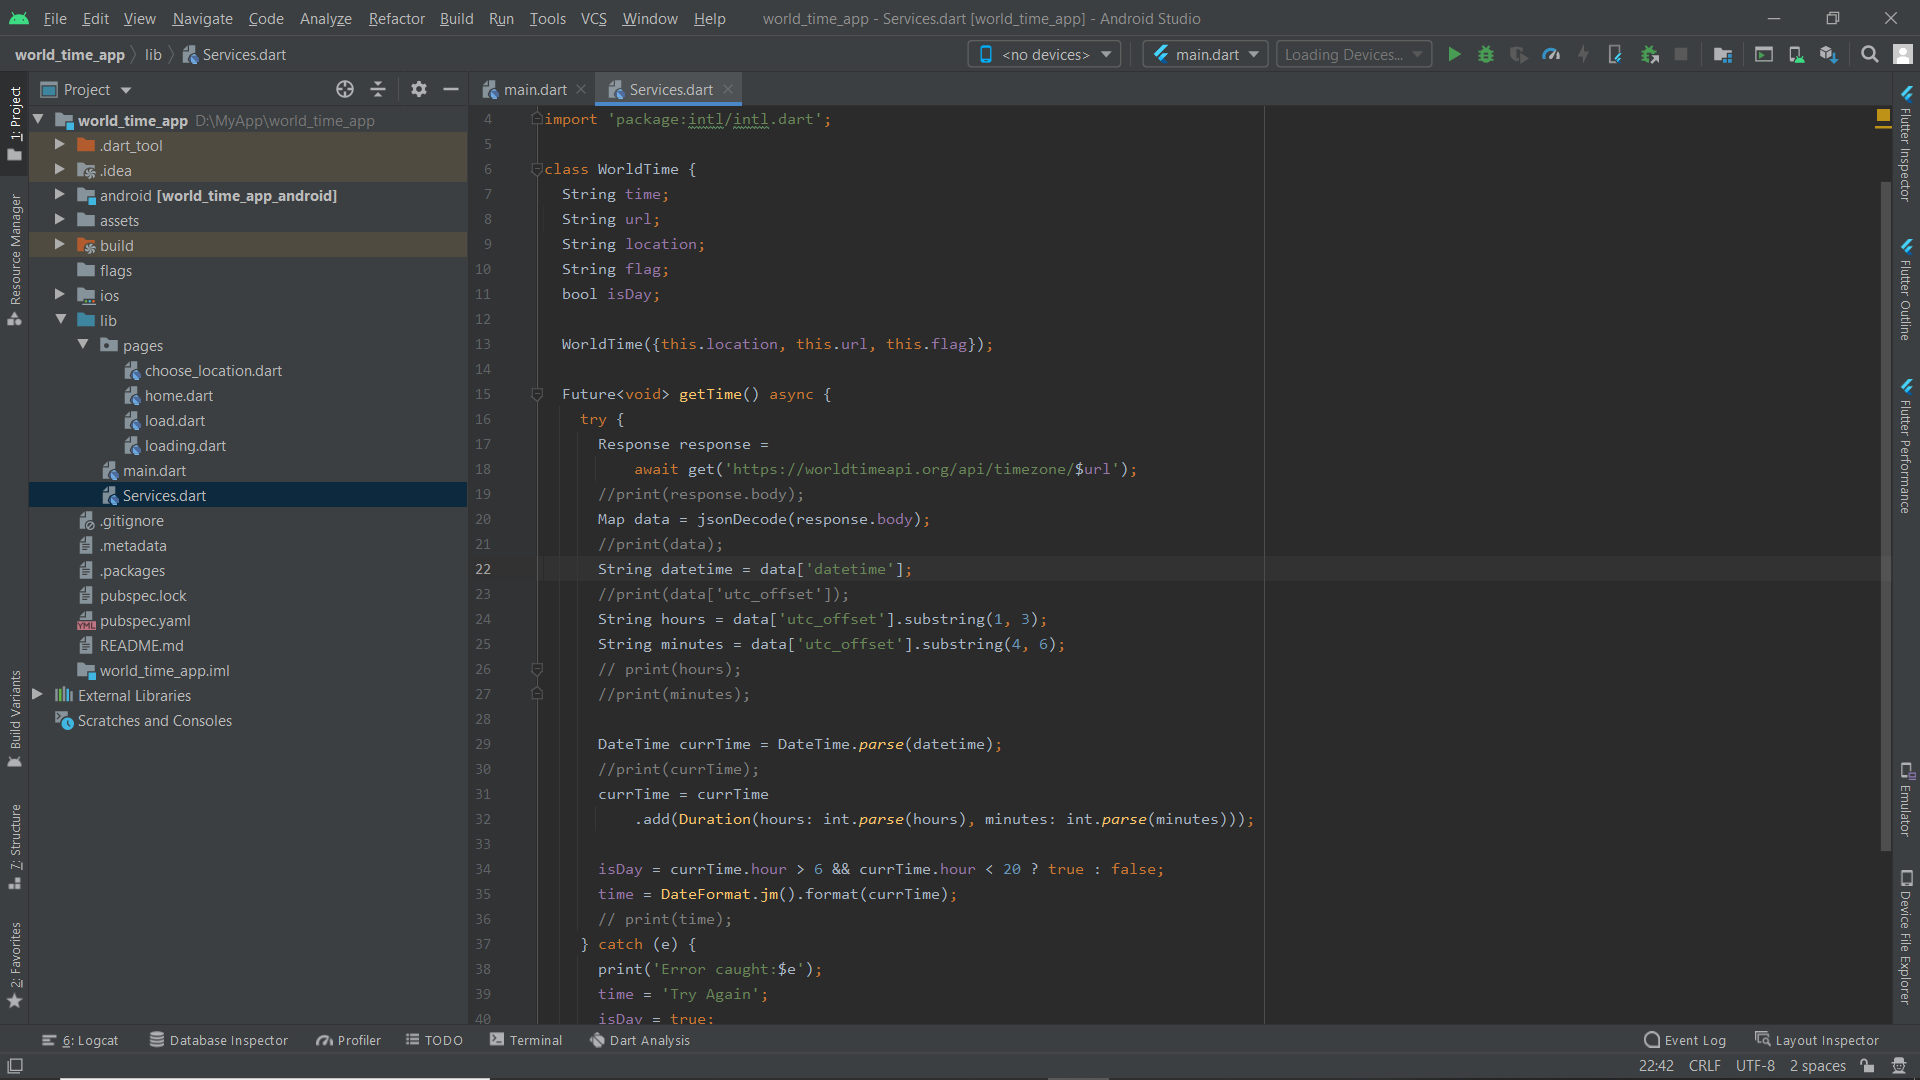 File Edit View Navigate Code Analyze Refactor Build Run Tools VCS Window Help world_time_app - Services.dart [world_time_app] - Android Studio
world_time_app lib Services.dart <no devices> main.dart Loading Devices...
1: Project
Resource Manager
Build Variants
7: Structure
2: Favorites
Project
world_time_app D:\MyApp\world_time_app
.dart_tool
.idea
android [world_time_app_android]
assets
build
flags
ios
lib
pages
choose_location.dart
home.dart
load.dart
loading.dart
main.dart
Services.dart
.gitignore
.metadata
.packages
pubspec.lock
pubspec.yaml
README.md
world_time_app.iml
External Libraries
Scratches and Consoles
main.dart Services.dart
4 import 'package:intl/intl.dart';
5
6 class WorldTime {
7 String time;
8 String url;
9 String location;
10 String flag;
11 bool isDay;
12
13 WorldTime({this.location, this.url, this.flag});
14
15 Future<void> getTime() async {
16 try {
17 Response response =
18 await get('https://worldtimeapi.org/api/timezone/$url');
19 //print(response.body);
20 Map data = jsonDecode(response.body);
21 //print(data);
22 String datetime = data['datetime'];
23 //print(data['utc_offset']);
24 String hours = data['utc_offset'].substring(1, 3);
25 String minutes = data['utc_offset'].substring(4, 6);
26 // print(hours);
27 //print(minutes);
28
29 DateTime currTime = DateTime.parse(datetime);
30 //print(currTime);
31 currTime = currTime
32 .add(Duration(hours: int.parse(hours), minutes: int.parse(minutes)));
33
34 isDay = currTime.hour > 6 && currTime.hour < 20 ? true : false;
35 time = DateFormat.jm().format(currTime);
36 // print(time);
37 } catch (e) {
38 print('Error caught:$e');
39 time = 'Try Again';
40 isDay = true;
Flutter Inspector
Flutter Outline
Flutter Performance
Emulator
Device File Explorer
6: Logcat Database Inspector Profiler TODO Terminal Dart Analysis Event Log Layout Inspector
22:42 CRLF UTF-8 2 spaces